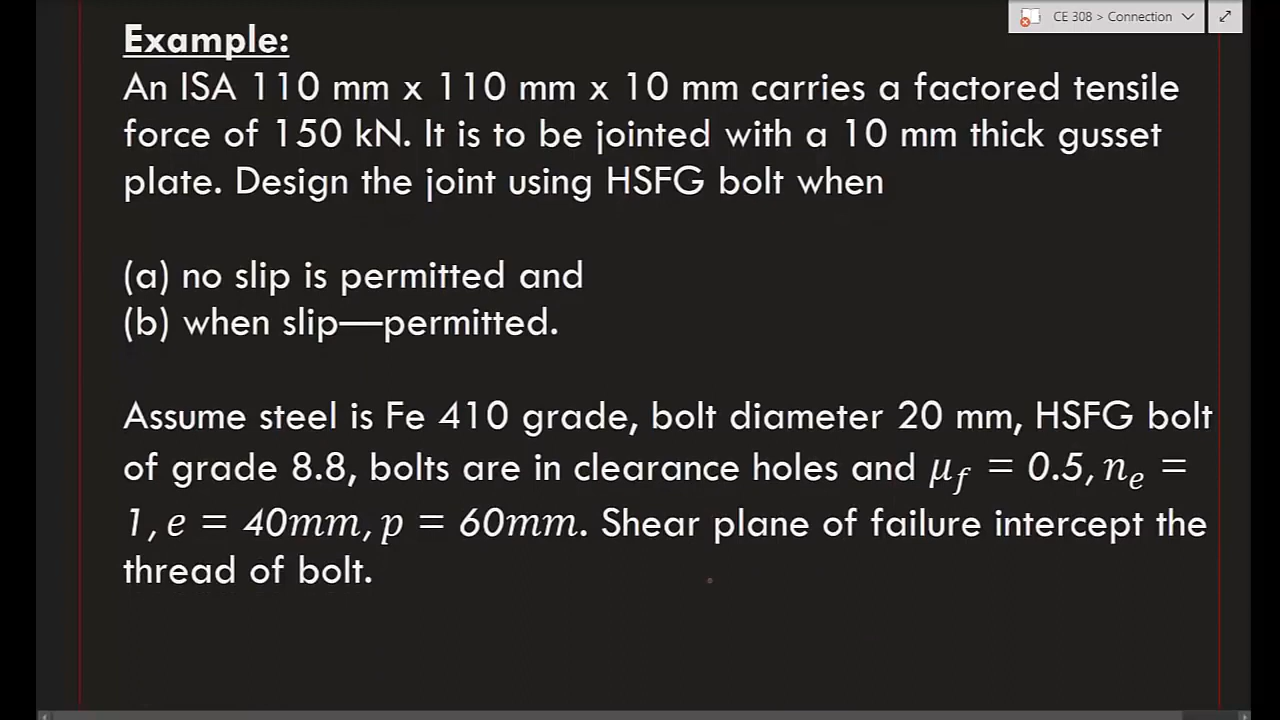 CE 308 > Connection
Example:
An ISA 110 mm x 110 mm x 10 mm carries a factored tensile
force of 150 kN. It is to be jointed with a 10 mm thick gusset
plate. Design the joint using HSFG bolt when
(a) no slip is permitted and
(b) when slip—permitted.
Assume steel is Fe 410 grade, bolt diameter 20 mm, HSFG bolt
of grade 8.8, bolts are in clearance holes and μ_f = 0.5, n_e =
1, e = 40mm, p = 60mm. Shear plane of failure intercept the
thread of bolt.